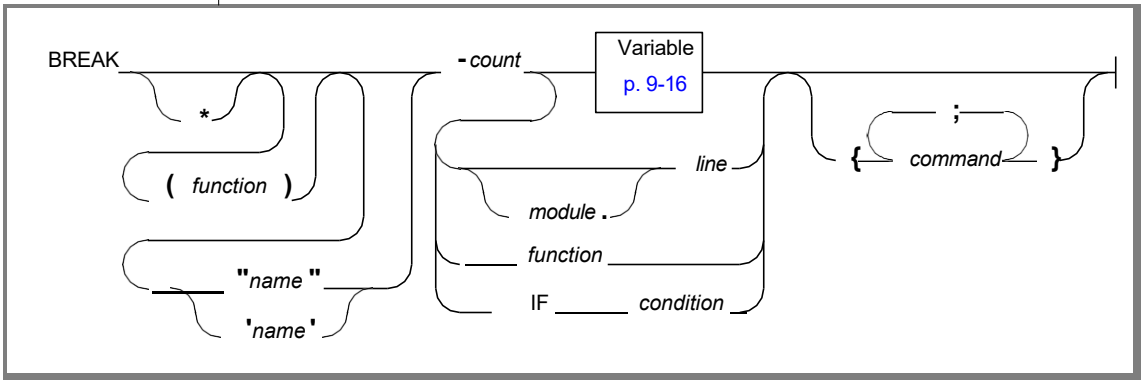 BREAK
*
( function )
"name"
'name'
-count
Variable
p. 9-16
line
module .
function
IF condition
;
{ command }